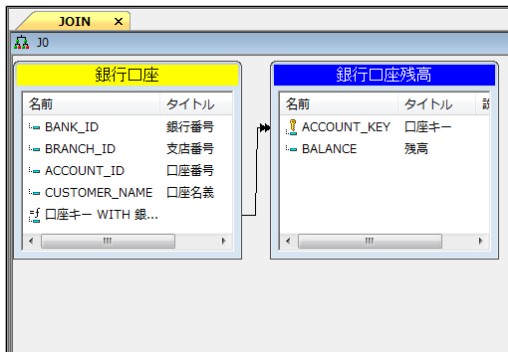 JOIN ×
J0
銀行口座
名前 タイトル
BANK_ID 銀行番号
BRANCH_ID 支店番号
ACCOUNT_ID 口座番号
CUSTOMER_NAME 口座名義
口座キー WITH 銀...
銀行口座残高
名前 タイトル
ACCOUNT_KEY 口座キー
BALANCE 残高